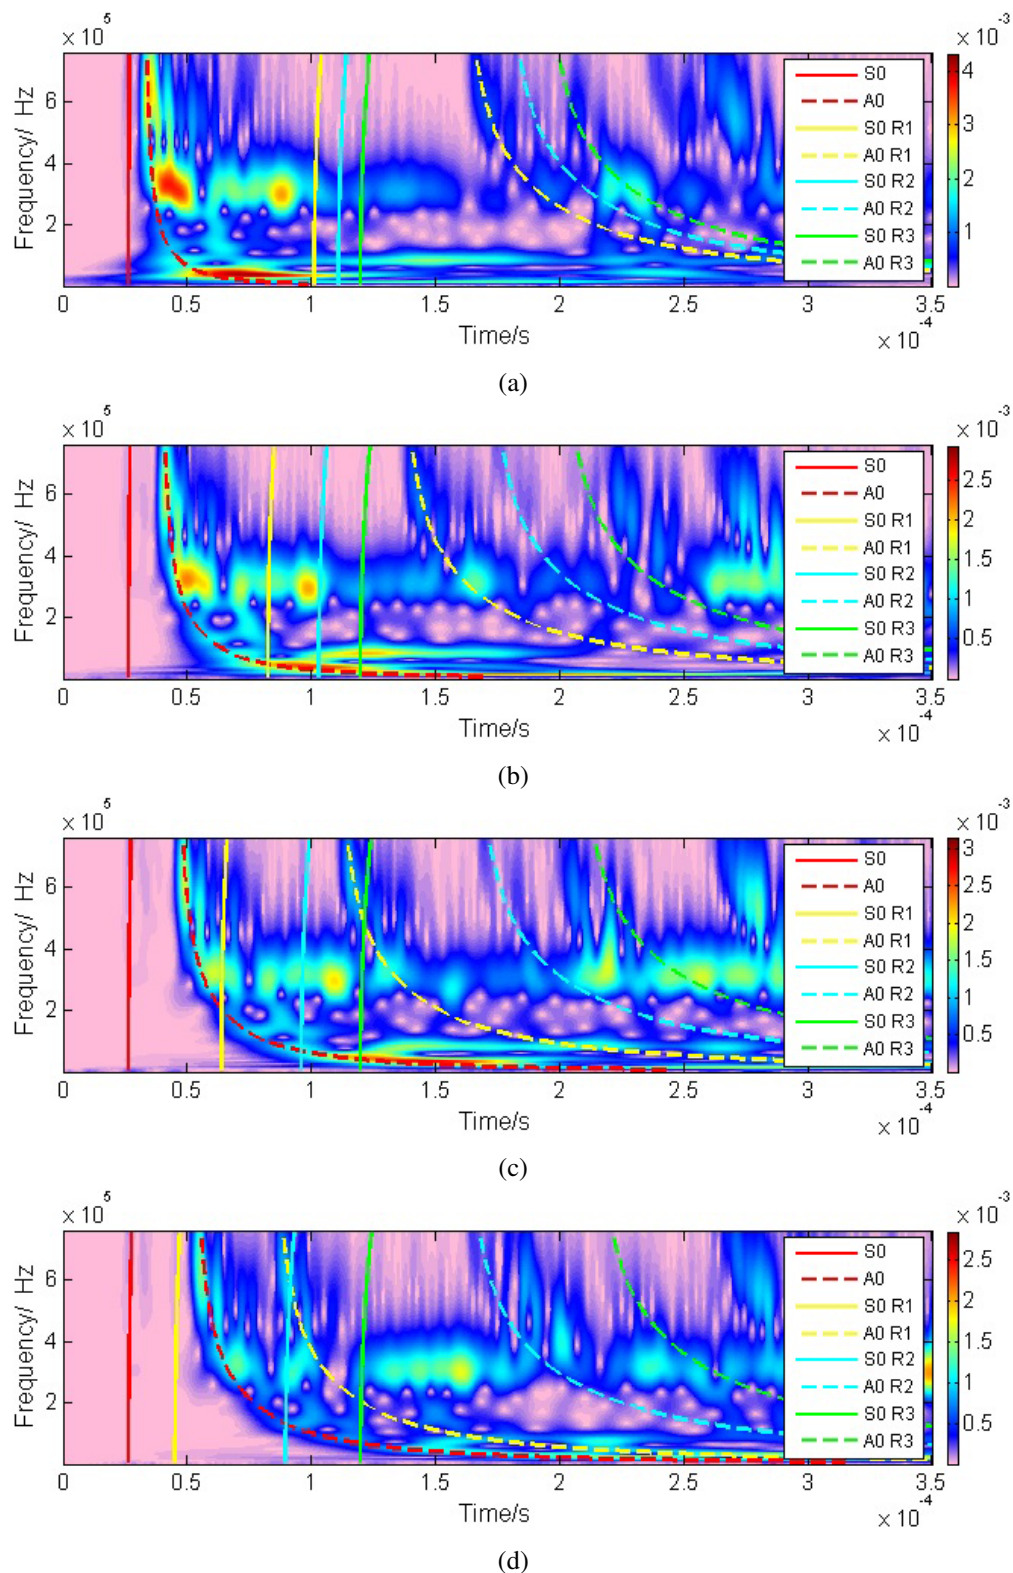 × 10⁵
× 10⁻³
Frequency/ Hz
6
4
2
S0
A0
S0 R1
A0 R1
S0 R2
A0 R2
S0 R3
A0 R3
4
3
2
1
0
0 0.5 1 1.5 2 2.5 3 3.5
Time/s
× 10⁻⁴
(a)
× 10⁵
× 10⁻³
Frequency/ Hz
6
4
2
S0
A0
S0 R1
A0 R1
S0 R2
A0 R2
S0 R3
A0 R3
2.5
2
1.5
1
0.5
0 0.5 1 1.5 2 2.5 3 3.5
Time/s
× 10⁻⁴
(b)
× 10⁵
× 10⁻³
Frequency/ Hz
6
4
2
S0
A0
S0 R1
A0 R1
S0 R2
A0 R2
S0 R3
A0 R3
3
2.5
2
1.5
1
0.5
0 0.5 1 1.5 2 2.5 3 3.5
Time/s
× 10⁻⁴
(c)
× 10⁵
× 10⁻³
Frequency/ Hz
6
4
2
S0
A0
S0 R1
A0 R1
S0 R2
A0 R2
S0 R3
A0 R3
2.5
2
1.5
1
0.5
0 0.5 1 1.5 2 2.5 3 3.5
Time/s
× 10⁻⁴
(d)